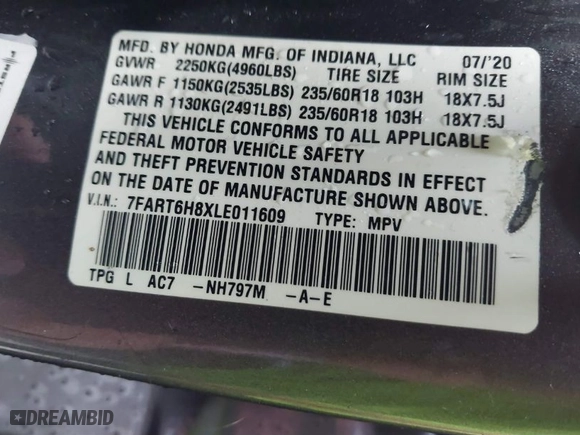 MFD. BY HONDA MFG. OF INDIANA, LLC 07/'20
GVWR 2250KG(4960LBS) TIRE SIZE RIM SIZE
GAWR F 1150KG(2535LBS) 235/60R18 103H 18X7.5J
GAWR R 1130KG(2491LBS) 235/60R18 103H 18X7.5J
THIS VEHICLE CONFORMS TO ALL APPLICABLE
FEDERAL MOTOR VEHICLE SAFETY
AND THEFT PREVENTION STANDARDS IN EFFECT
ON THE DATE OF MANUFACTURE SHOWN ABOVE.
V.I.N.: 7FART6H8XLE011609 TYPE: MPV
TPG L AC7 -NH797M -A-E
DREAMBID